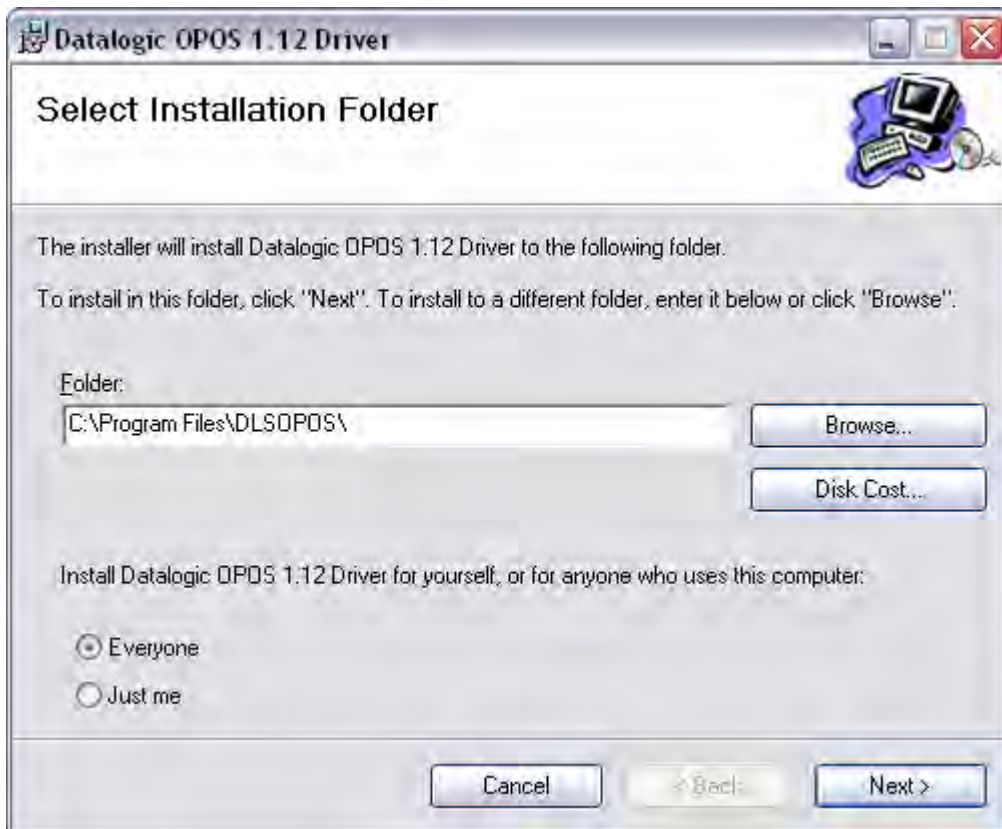 Datalogic OPOS 1.12 Driver
Select Installation Folder
The installer will install Datalogic OPOS 1.12 Driver to the following folder.
To install in this folder, click "Next". To install to a different folder, enter it below or click "Browse".
Folder:
C:\Program Files\DLSOPOS\
Browse...
Disk Cost...
Install Datalogic OPOS 1.12 Driver for yourself, or for anyone who uses this computer:
Everyone
Just me
Cancel
< Back
Next >